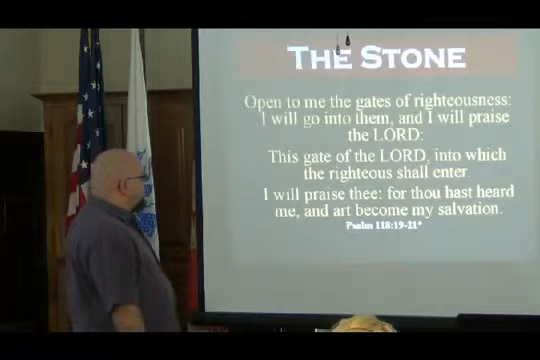 THE STONE
Open to me the gates of righteousness:
I will go into them, and I will praise
the LORD:
This gate of the LORD, into which
the righteous shall enter.
I will praise thee: for thou hast heard
me, and art become my salvation.
Psalm 118:19-21*